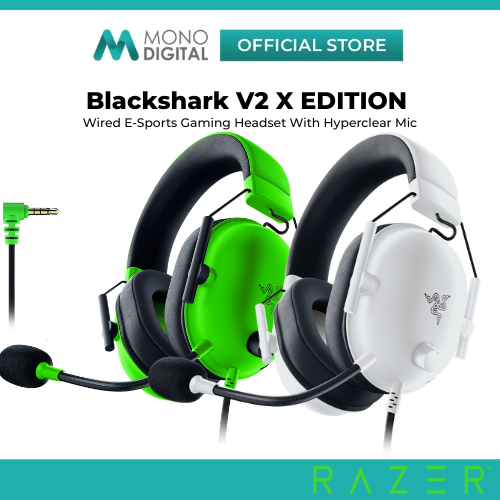 MONO
DIGITAL
OFFICIAL STORE
Blackshark V2 X EDITION
Wired E-Sports Gaming Headset With Hyperclear Mic
RAZER